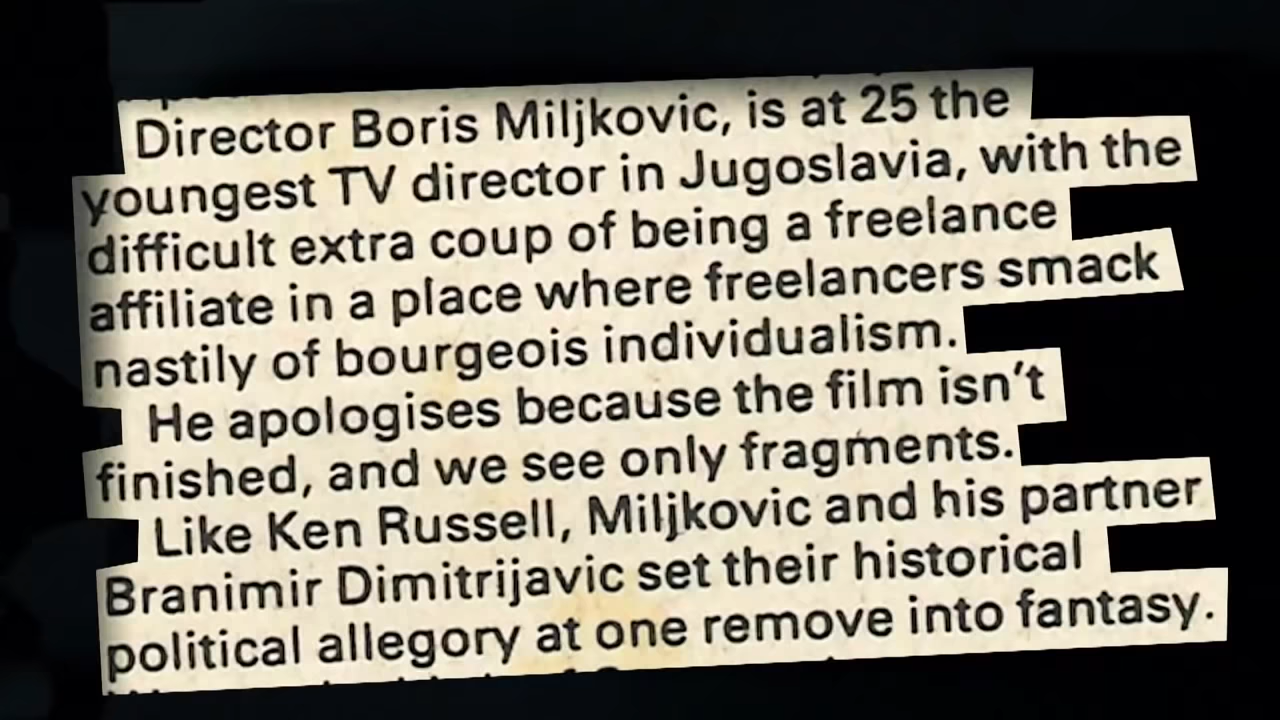 Director Boris Miljkovic, is at 25 the
youngest TV director in Jugoslavia, with the
difficult extra coup of being a freelance
affiliate in a place where freelancers smack
nastily of bourgeois individualism.
He apologises because the film isn't
finished, and we see only fragments.
Like Ken Russell, Miljkovic and his partner
Branimir Dimitrijavic set their historical
political allegory at one remove into fantasy.